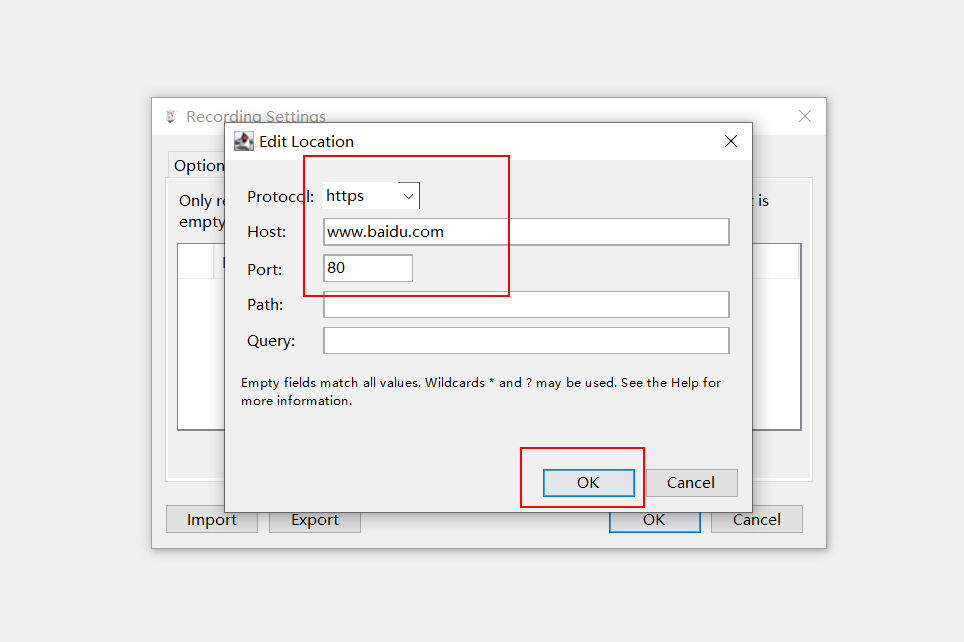 Recording Settings
Edit Location
Option
Protocol: https
Only re
t is
Host: www.baidu.com
empty
Port: 80
Path:
Query:
Empty fields match all values. Wildcards * and ? may be used. See the Help for
more information.
OK Cancel
Import Export OK Cancel